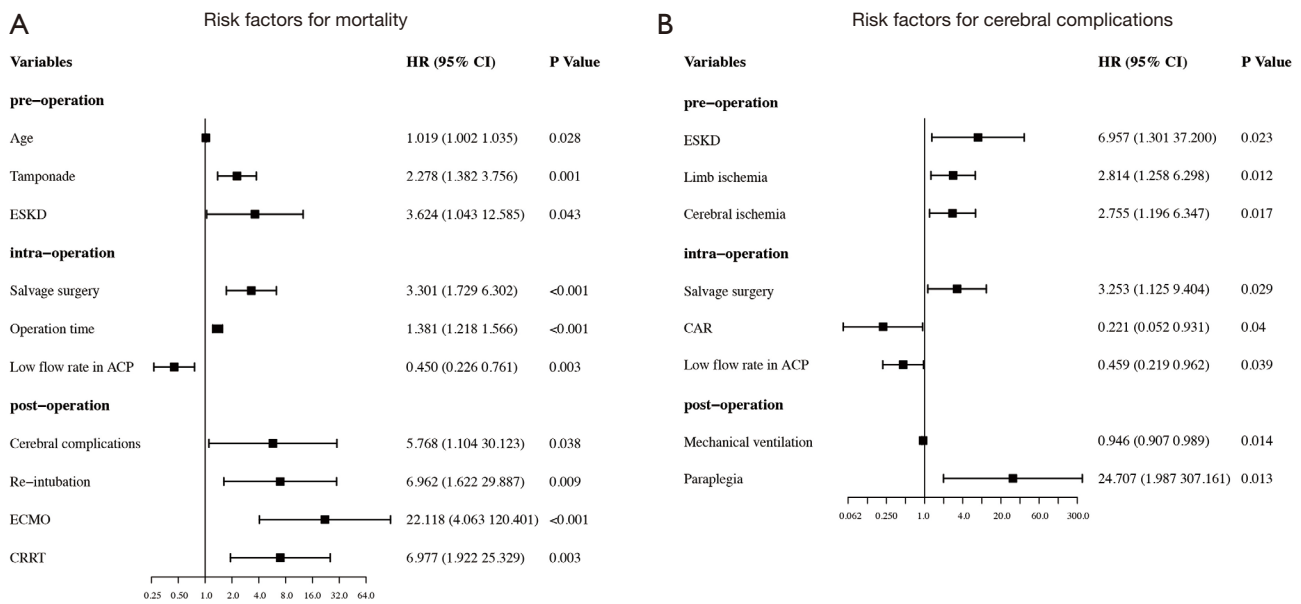 A
Risk factors for mortality
Variables HR (95% CI) P Value
pre−operation
Age 1.019 (1.002 1.035) 0.028
Tamponade 2.278 (1.382 3.756) 0.001
ESKD 3.624 (1.043 12.585) 0.043
intra−operation
Salvage surgery 3.301 (1.729 6.302) <0.001
Operation time 1.381 (1.218 1.566) <0.001
Low flow rate in ACP 0.450 (0.226 0.761) 0.003
post−operation
Cerebral complications 5.768 (1.104 30.123) 0.038
Re−intubation 6.962 (1.622 29.887) 0.009
ECMO 22.118 (4.063 120.401) <0.001
CRRT 6.977 (1.922 25.329) 0.003
0.25 0.50 1.0 2.0 4.0 8.0 16.0 32.0 64.0
B
Risk factors for cerebral complications
Variables HR (95% CI) P Value
pre−operation
ESKD 6.957 (1.301 37.200) 0.023
Limb ischemia 2.814 (1.258 6.298) 0.012
Cerebral ischemia 2.755 (1.196 6.347) 0.017
intra−operation
Salvage surgery 3.253 (1.125 9.404) 0.029
CAR 0.221 (0.052 0.931) 0.04
Low flow rate in ACP 0.459 (0.219 0.962) 0.039
post−operation
Mechanical ventilation 0.946 (0.907 0.989) 0.014
Paraplegia 24.707 (1.987 307.161) 0.013
0.062 0.250 1.0 4.0 20.0 60.0 300.0